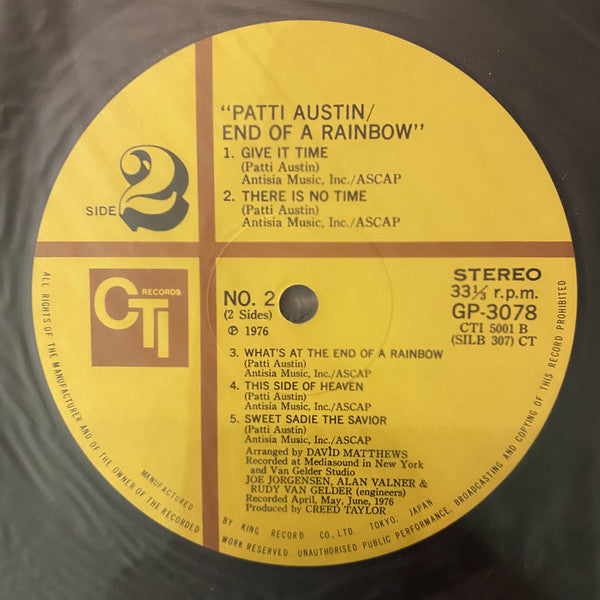 "PATTI AUSTIN/
END OF A RAINBOW"
1. GIVE IT TIME
(Patti Austin)
Antisia Music, Inc./ASCAP
2. THERE IS NO TIME
(Patti Austin)
Antisia Music, Inc./ASCAP
SIDE 2
CTI RECORDS
NO. 2
(2 Sides)
℗ 1976
STEREO
33⅓ r.p.m.
GP-3078
CTI 5001 B
(SILB 307) CT
3. WHAT'S AT THE END OF A RAINBOW
(Patti Austin)
Antisia Music, Inc./ASCAP
4. THIS SIDE OF HEAVEN
(Patti Austin)
Antisia Music, Inc./ASCAP
5. SWEET SADIE THE SAVIOR
(Patti Austin)
Antisia Music, Inc./ASCAP
Arranged by DAVID MATTHEWS
Recorded at Mediasound in New York
and Van Gelder Studio
JOE JORGENSEN, ALAN VALNER &
RUDY VAN GELDER (engineers)
Recorded April, May, June, 1976
Produced by CREED TAYLOR
MANUFACTURED BY KING RECORD CO., LTD. TOKYO, JAPAN
ALL RIGHTS OF THE MANUFACTURER AND OF THE OWNER OF THE RECORDED WORK RESERVED. UNAUTHORISED PUBLIC PERFORMANCE, BROADCASTING AND COPYING OF THIS RECORD PROHIBITED